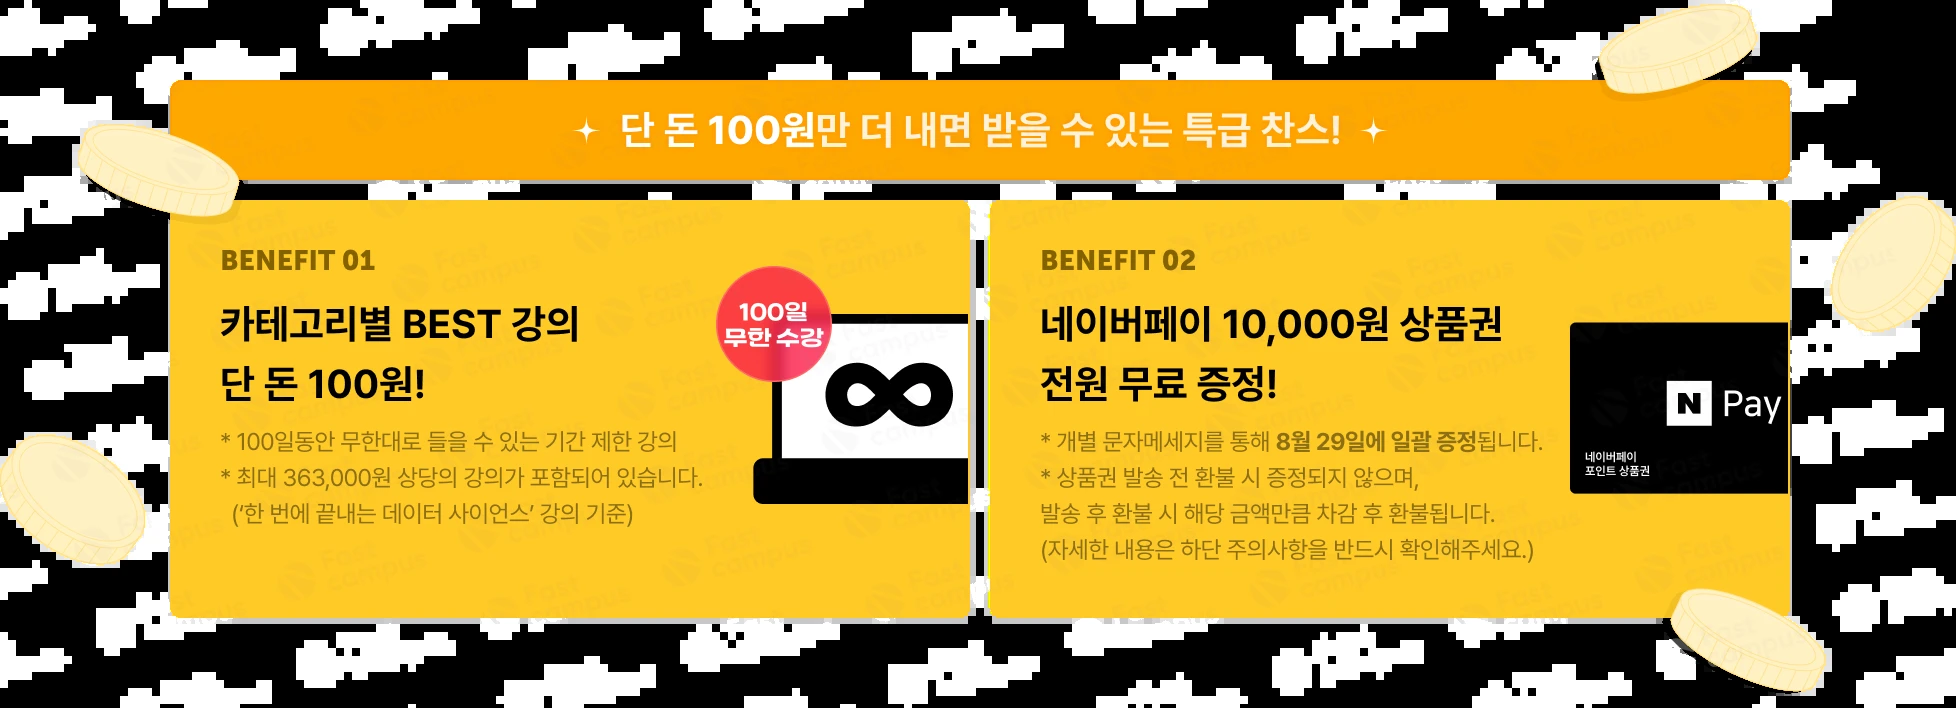 단 돈 100원만 더 내면 받을 수 있는 특급 찬스!
BENEFIT 01
카테고리별 BEST 강의
단 돈 100원!
* 100일동안 무한대로 들을 수 있는 기간 제한 강의
* 최대 363,000원 상당의 강의가 포함되어 있습니다.
(‘한 번에 끝내는 데이터 사이언스’ 강의 기준)
100일
무한 수강
BENEFIT 02
네이버페이 10,000원 상품권
전원 무료 증정!
* 개별 문자메세지를 통해 8월 29일에 일괄 증정됩니다.
* 상품권 발송 전 환불 시 증정되지 않으며,
발송 후 환불 시 해당 금액만큼 차감 후 환불됩니다.
(자세한 내용은 하단 주의사항을 반드시 확인해주세요.)
N Pay
네이버페이
포인트 상품권
Fast
campus